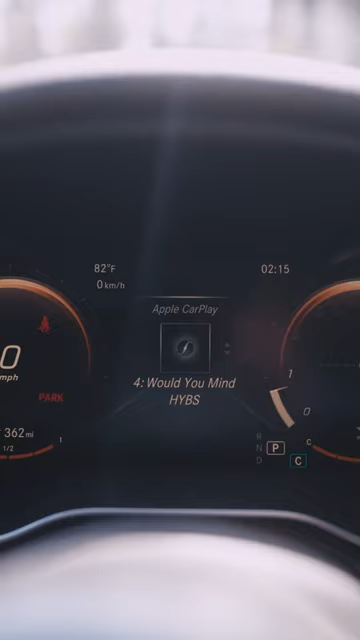 82°F
0 km/h
02:15
Apple CarPlay
4: Would You Mind
HYBS
0
mph
PARK
362 mi
1/2
1
1
0
R
N
D
P
C
C